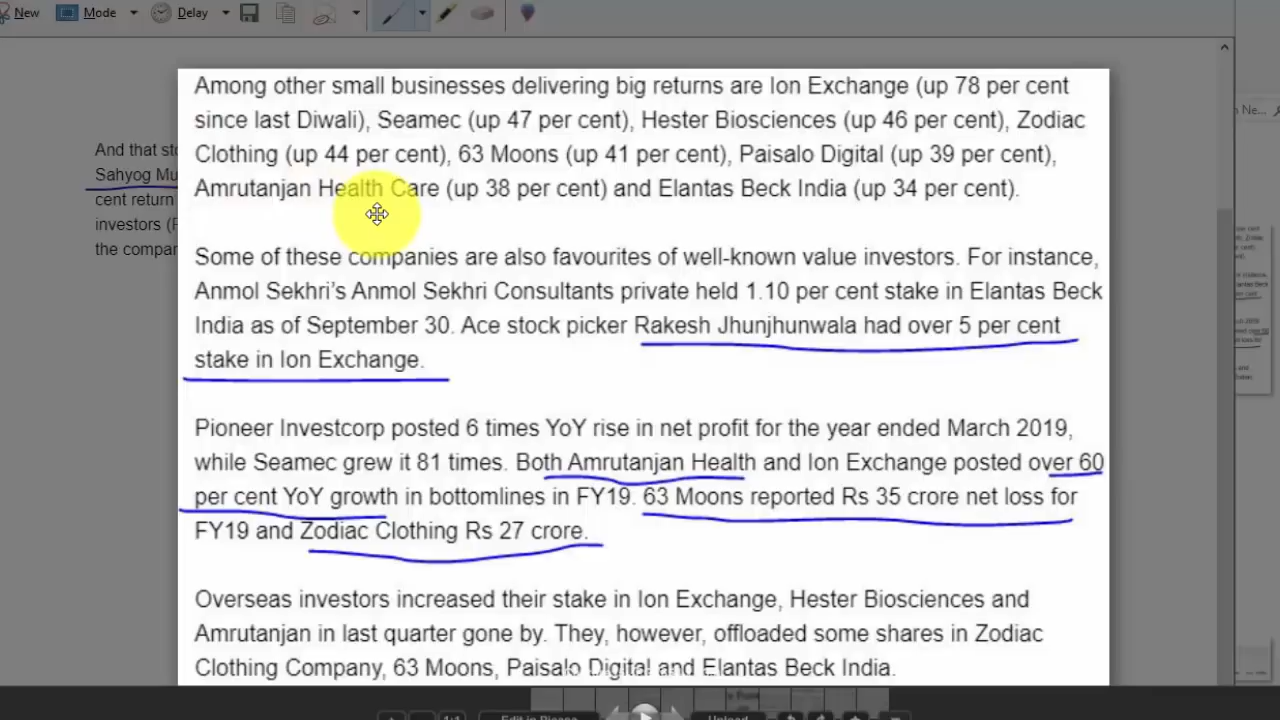 New
Mode
Delay
And that sto
Sahyog Mu
cent return
investors (F
the compan
Among other small businesses delivering big returns are Ion Exchange (up 78 per cent
since last Diwali), Seamec (up 47 per cent), Hester Biosciences (up 46 per cent), Zodiac
Clothing (up 44 per cent), 63 Moons (up 41 per cent), Paisalo Digital (up 39 per cent),
Amrutanjan Health Care (up 38 per cent) and Elantas Beck India (up 34 per cent).
Some of these companies are also favourites of well-known value investors. For instance,
Anmol Sekhri's Anmol Sekhri Consultants private held 1.10 per cent stake in Elantas Beck
India as of September 30. Ace stock picker Rakesh Jhunjhunwala had over 5 per cent
stake in Ion Exchange.
Pioneer Investcorp posted 6 times YoY rise in net profit for the year ended March 2019,
while Seamec grew it 81 times. Both Amrutanjan Health and Ion Exchange posted over 60
per cent YoY growth in bottomlines in FY19. 63 Moons reported Rs 35 crore net loss for
FY19 and Zodiac Clothing Rs 27 crore.
Overseas investors increased their stake in Ion Exchange, Hester Biosciences and
Amrutanjan in last quarter gone by. They, however, offloaded some shares in Zodiac
Clothing Company, 63 Moons, Paisalo Digital and Elantas Beck India.
1:1
Edit in Picasa
Upload